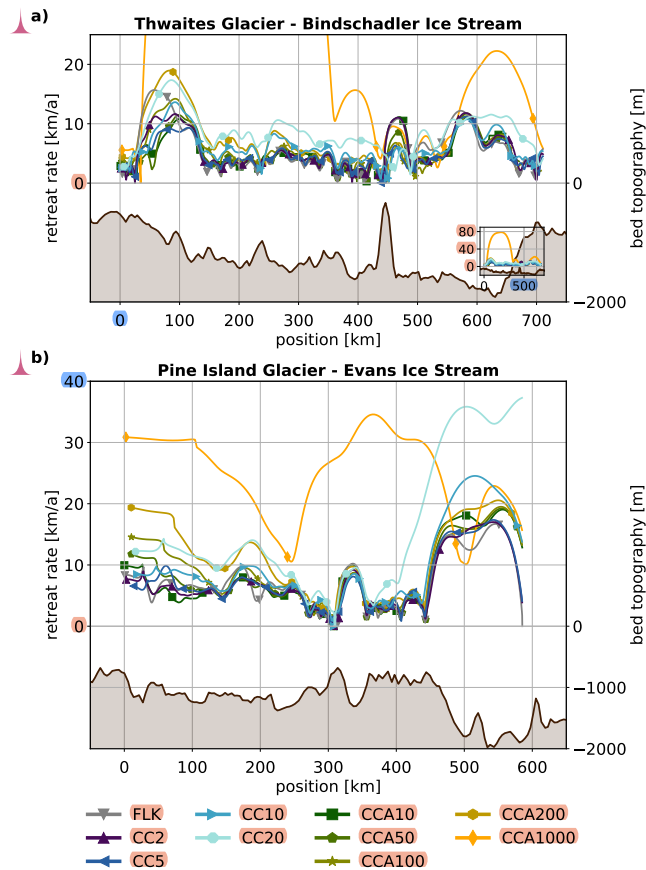 a)
Thwaites Glacier - Bindschadler Ice Stream
20
10
0
retreat rate [km/a]
0
−2000
bed topography [m]
80
40
0
0 500
0 100 200 300 400 500 600 700
position [km]
b)
Pine Island Glacier - Evans Ice Stream
40
30
20
10
0
retreat rate [km/a]
0
−1000
−2000
bed topography [m]
0 100 200 300 400 500 600
position [km]
FLK CC10 CCA10 CCA200
CC2 CC20 CCA50 CCA1000
CC5 CCA100